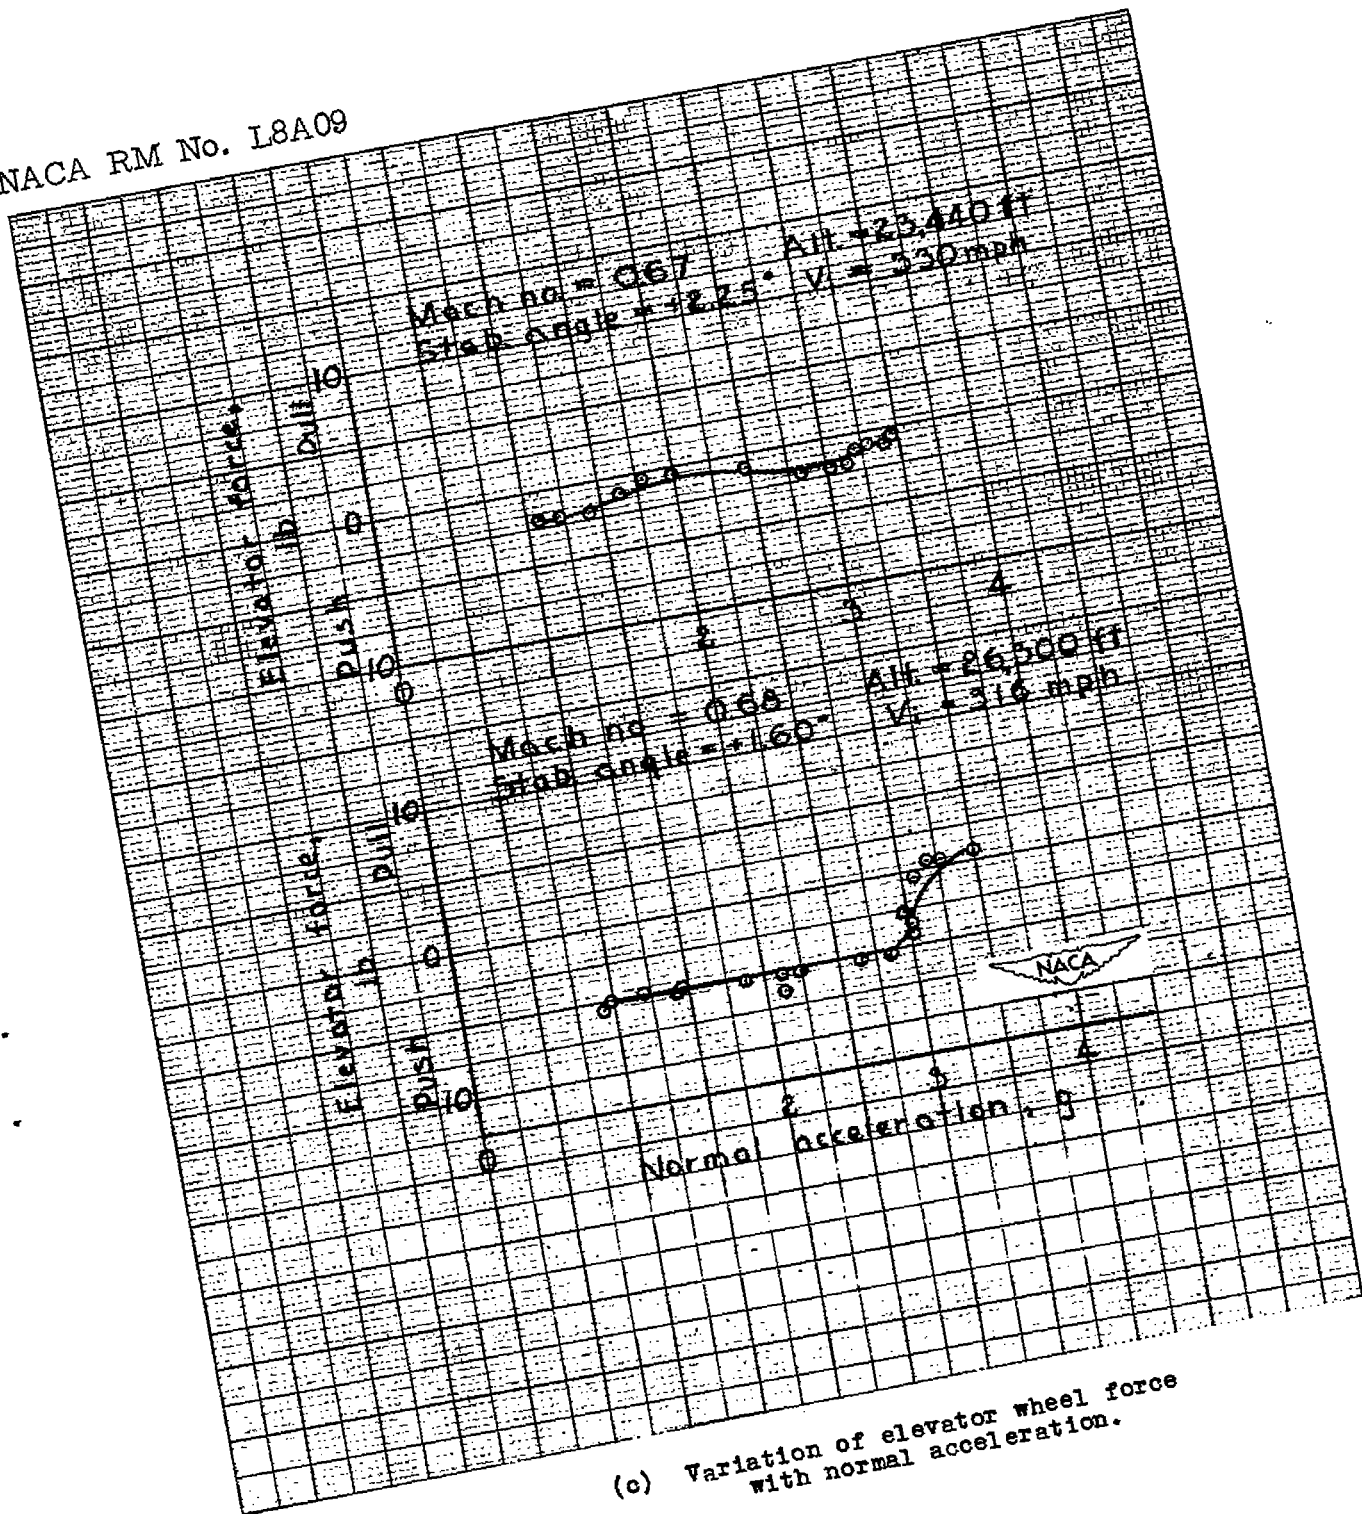 NACA RM No. L8A09
Mach no. = 0.67 Alt. = 23,440 ft
Stab. angle = +2.25° Vi = 330 mph
Elevator force,
lb
Pull
Push
10
0
10
0
2
3
4
Mach no = 0.68 Alt. = 26,300 ft
Stab. angle = +1.60° Vi = 316 mph
Elevator force,
lb
Pull
Push
10
0
10
0
2
3
4
Normal acceleration, g
NACA
(c) Variation of elevator wheel force
with normal acceleration.